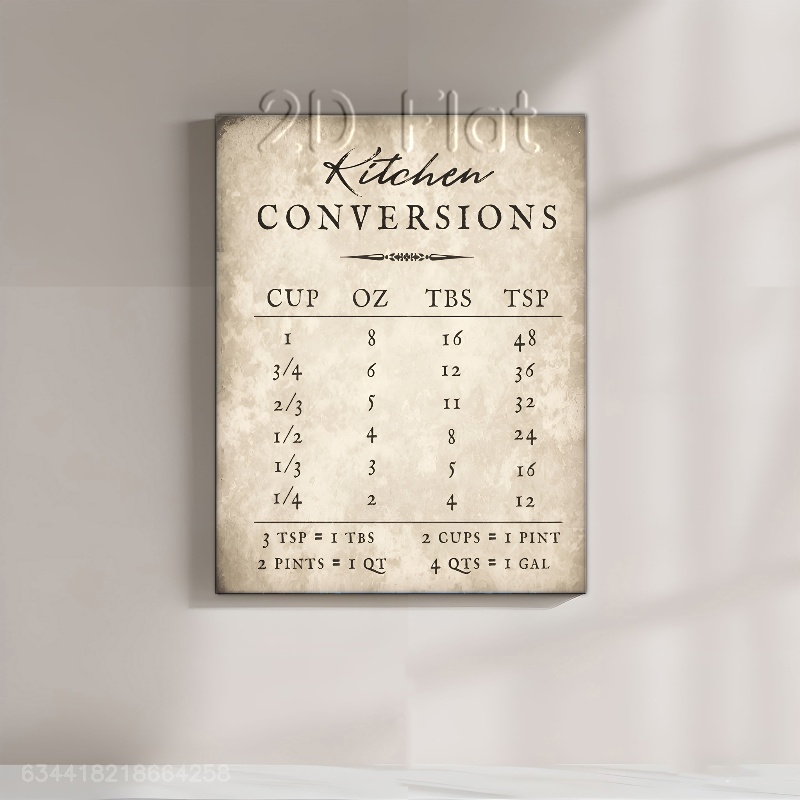 2D Flat
Kitchen
CONVERSIONS
CUP OZ TBS TSP
1 8 16 48
3/4 6 12 36
2/3 5 11 32
1/2 4 8 24
1/3 3 5 16
1/4 2 4 12
3 TSP = 1 TBS 2 CUPS = 1 PINT
2 PINTS = 1 QT 4 QTS = 1 GAL
634418218664258